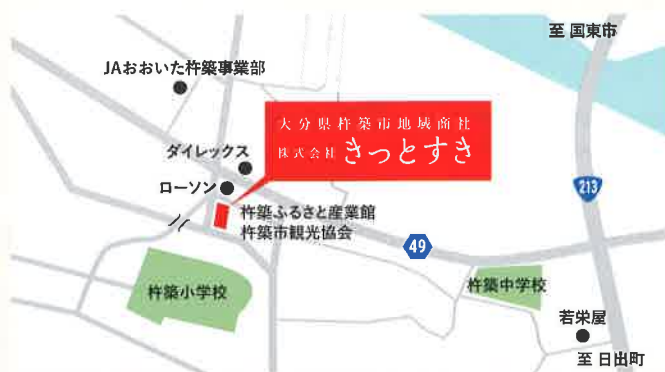 至 国東市
JAおおいた杵築事業部
大分県杵築市地域商社
株式会社 きっとすき
ダイレックス
ローソン
213
杵築ふるさと産業館
杵築市観光協会
49
杵築小学校
杵築中学校
若栄屋
至 日出町